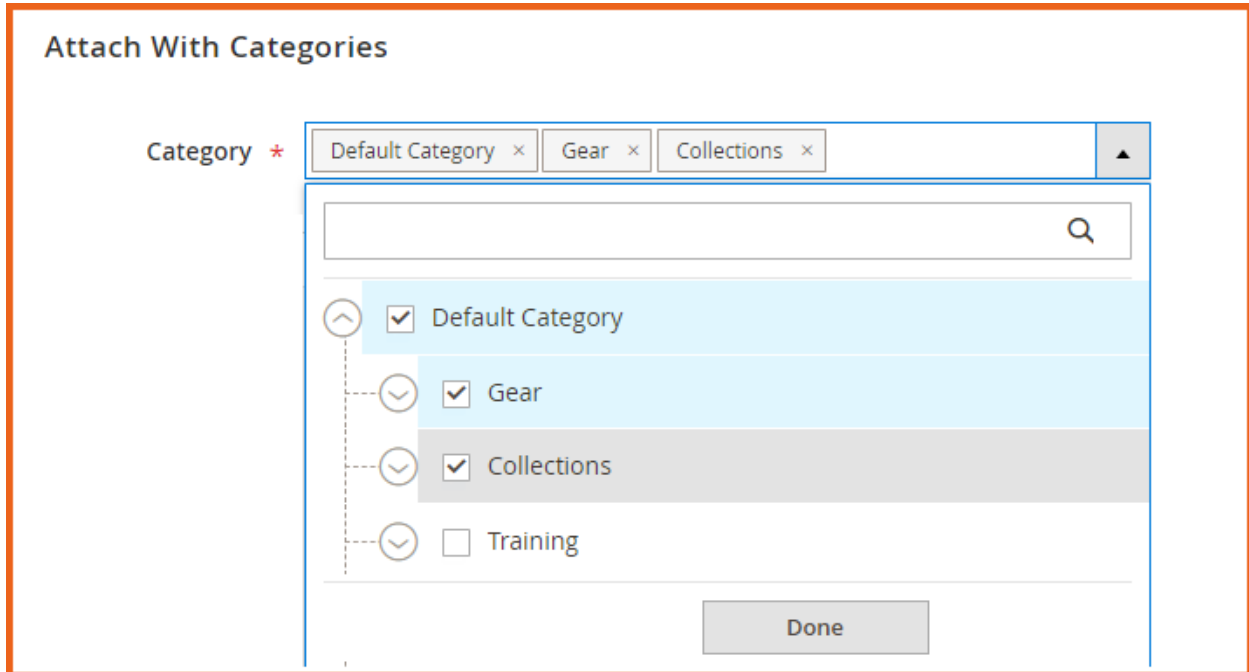 Attach With Categories
Category * Default Category × Gear × Collections ×
Default Category
Gear
Collections
Training
Done